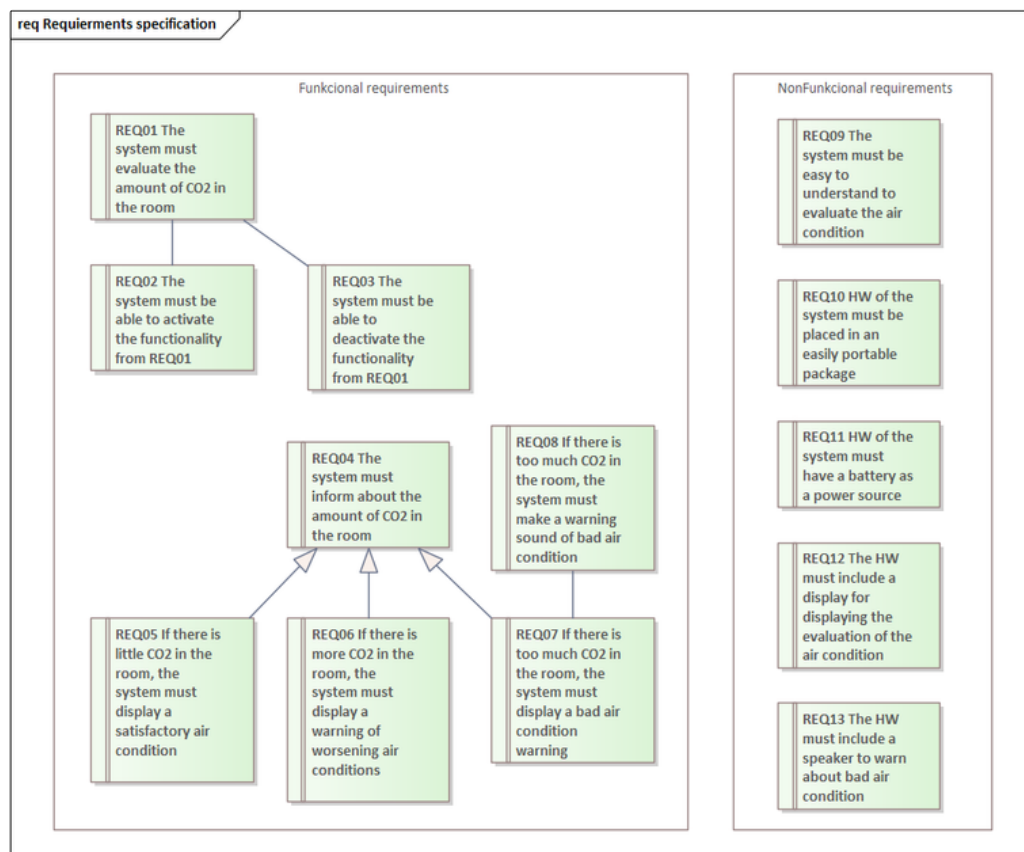 req Requierments specification
Funkcional requirements
REQ01 The
system must
evaluate the
amount of CO2 in
the room
REQ02 The
system must be
able to activate
the functionality
from REQ01
REQ03 The
system must be
able to
deactivate the
functionality
from REQ01
REQ04 The
system must
inform about the
amount of CO2 in
the room
REQ08 If there is
too much CO2 in
the room, the
system must
make a warning
sound of bad air
condition
REQ05 If there is
little CO2 in the
room, the
system must
display a
satisfactory air
condition
REQ06 If there is
more CO2 in the
room, the
system must
display a
warning of
worsening air
conditions
REQ07 If there is
too much CO2 in
the room, the
system must
display a bad air
condition
warning
NonFunkcional requirements
REQ09 The
system must be
easy to
understand to
evaluate the air
condition
REQ10 HW of the
system must be
placed in an
easily portable
package
REQ11 HW of the
system must
have a battery as
a power source
REQ12 The HW
must include a
display for
displaying the
evaluation of the
air condition
REQ13 The HW
must include a
speaker to warn
about bad air
condition